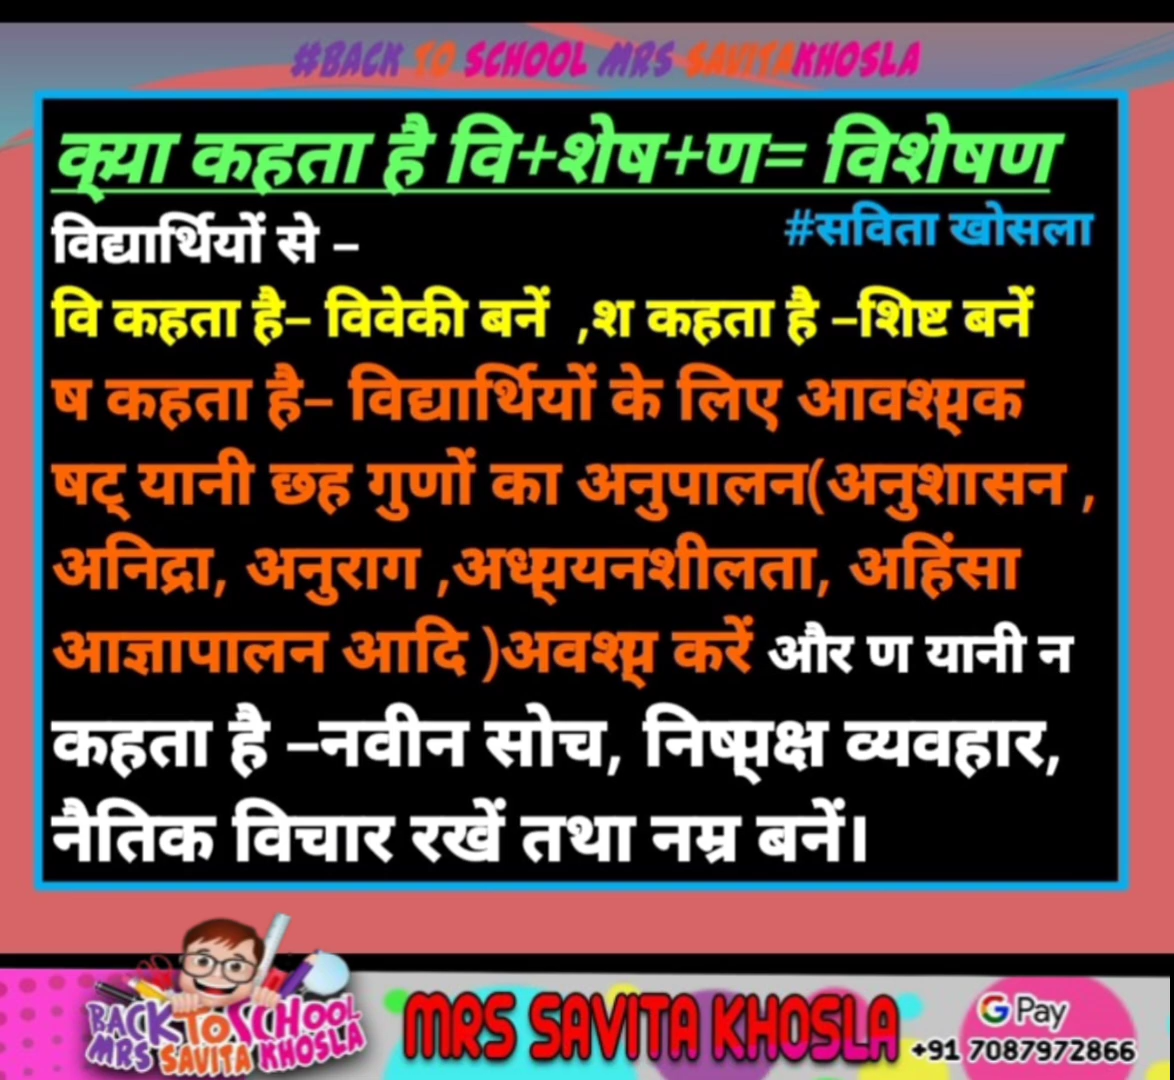 #BACK TO SCHOOL MRS SAVITAKHOSLA
क्या कहता है वि+शेष+ण= विशेषण
विद्यार्थियों से – #सविता खोसला
वि कहता है– विवेकी बनें ,श कहता है –शिष्ट बनें
ष कहता है– विद्यार्थियों के लिए आवश्यक
षट् यानी छह गुणों का अनुपालन(अनुशासन ,
अनिद्रा, अनुराग ,अध्ययनशीलता, अहिंसा
आज्ञापालन आदि )अवश्य करें और ण यानी न
कहता है –नवीन सोच, निष्पक्ष व्यवहार,
नैतिक विचार रखें तथा नम्र बनें।
BACK TO SCHOOL
MRS SAVITA KHOSLA
MRS SAVITA KHOSLA
G Pay
+91 7087972866